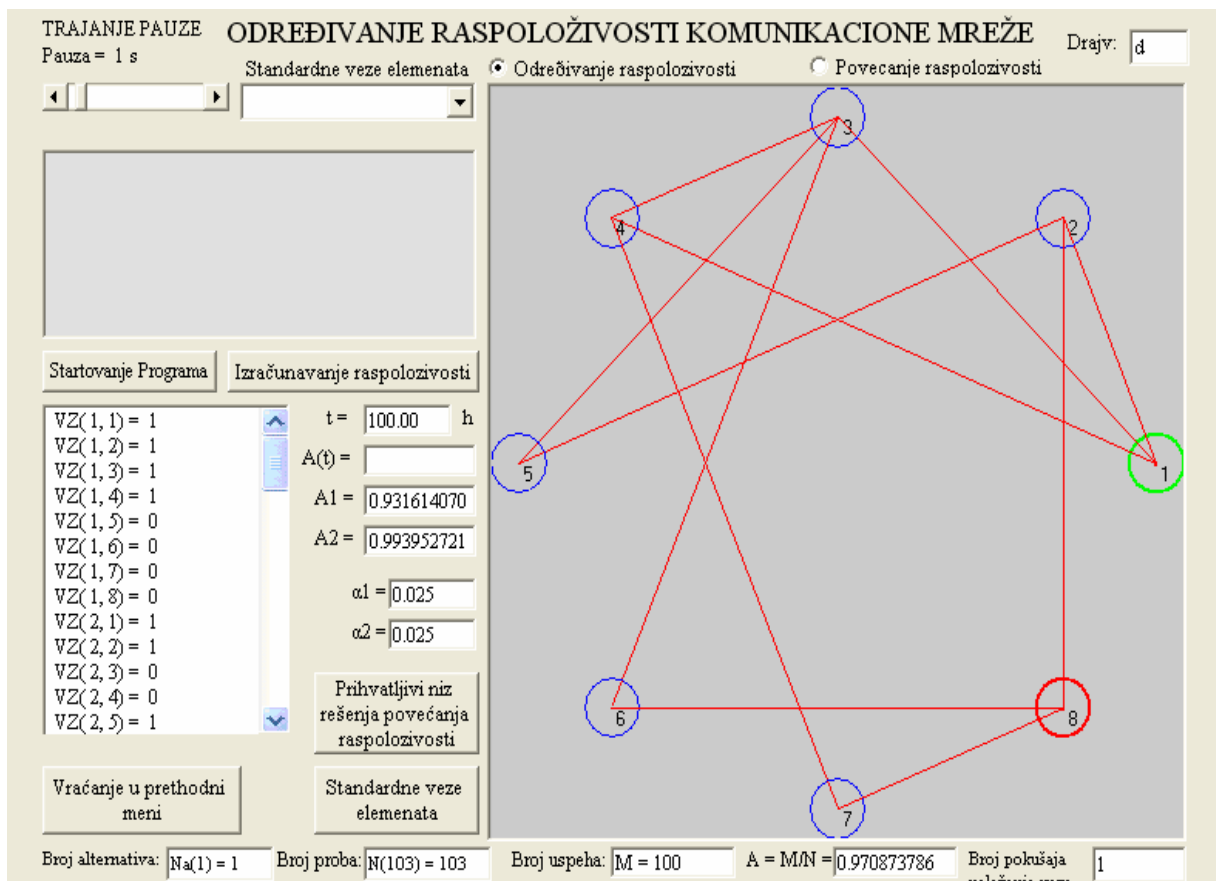 TRAJANJE PAUZE
Pauza = 1 s
ODREĐIVANJE RASPOLOŽIVOSTI KOMUNIKACIONE MREŽE
Drajv: d
Standardne veze elemenata
Odreðivanje raspolozivosti
Povecanje raspolozivosti
Startovanje Programa
Izračunavanje raspolozivosti
VZ( 1, 1) = 1
VZ( 1, 2) = 1
VZ( 1, 3) = 1
VZ( 1, 4) = 1
VZ( 1, 5) = 0
VZ( 1, 6) = 0
VZ( 1, 7) = 0
VZ( 1, 8) = 0
VZ( 2, 1) = 1
VZ( 2, 2) = 1
VZ( 2, 3) = 0
VZ( 2, 4) = 0
VZ( 2, 5) = 1
t = 100.00 h
A(t) =
A1 = 0.931614070
A2 = 0.993952721
α1 = 0.025
α2 = 0.025
Prihvatljivi niz
rešenja povećanja
raspolozivosti
Vraćanje u prethodni
meni
Standardne veze
elemenata
3
4
2
5
1
6
8
7
Broj alternativa: Na(1) = 1
Broj proba: N(103) = 103
Broj uspeha: M = 100
A = M/N = 0.970873786
Broj pokušaja
1